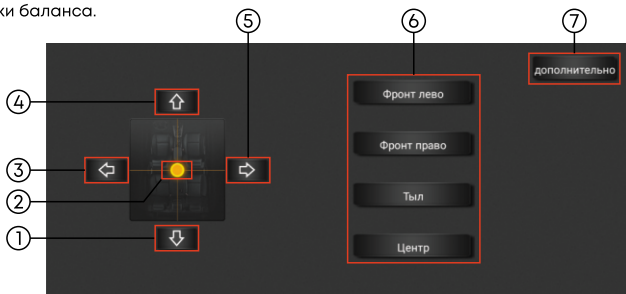 ки баланса.
5
6
7
дополнительно
4
Фронт лево
Фронт право
3
2
Тыл
1
Центр